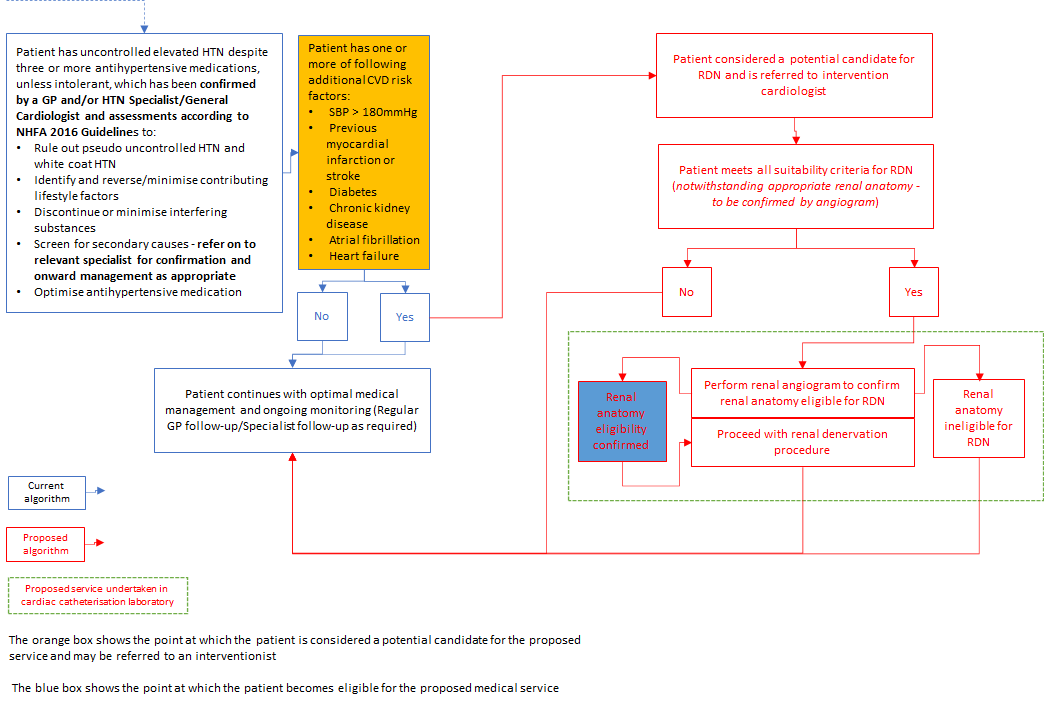 Patient has uncontrolled elevated HTN despite
three or more antihypertensive medications,
unless intolerant, which has been confirmed
by a GP and/or HTN Specialist/General
Cardiologist and assessments according to
NHFA 2016 Guidelines to:
• Rule out pseudo uncontrolled HTN and
white coat HTN
• Identify and reverse/minimise contributing
lifestyle factors
• Discontinue or minimise interfering
substances
• Screen for secondary causes - refer on to
relevant specialist for confirmation and
onward management as appropriate
• Optimise antihypertensive medication
Patient has one or
more of following
additional CVD risk
factors:
• SBP > 180mmHg
• Previous
myocardial
infarction or
stroke
• Diabetes
• Chronic kidney
disease
• Atrial fibrillation
• Heart failure
No
Yes
Patient continues with optimal medical
management and ongoing monitoring (Regular
GP follow-up/Specialist follow-up as required)
Patient considered a potential candidate for
RDN and is referred to intervention
cardiologist
Patient meets all suitability criteria for RDN
(notwithstanding appropriate renal anatomy -
to be confirmed by angiogram)
No
Yes
Renal
anatomy
eligibility
confirmed
Perform renal angiogram to confirm
renal anatomy eligible for RDN
Proceed with renal denervation
procedure
Renal
anatomy
ineligible for
RDN
Current
algorithm
Proposed
algorithm
Proposed service undertaken in
cardiac catheterisation laboratory
The orange box shows the point at which the patient is considered a potential candidate for the proposed
service and may be referred to an interventionist
The blue box shows the point at which the patient becomes eligible for the proposed medical service